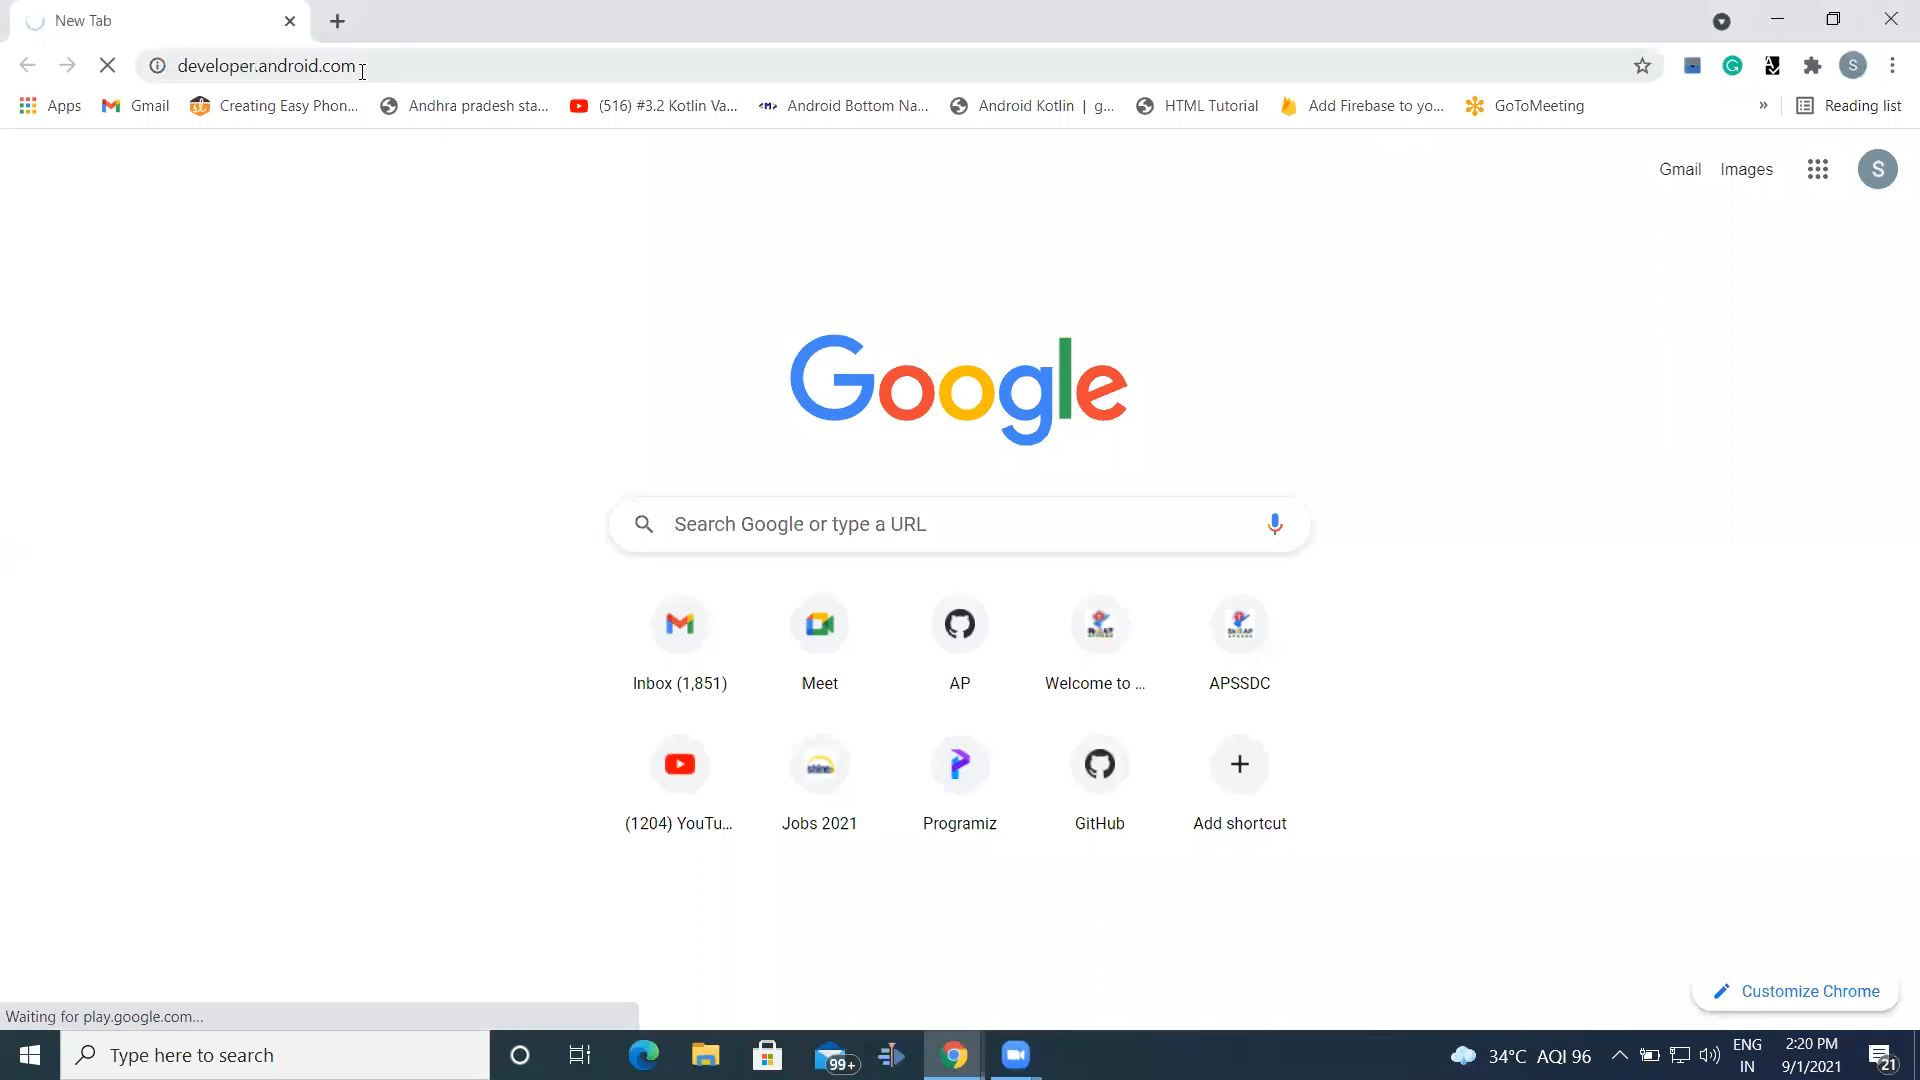 New Tab
developer.android.com
Apps
Gmail
Creating Easy Phon...
Andhra pradesh sta...
(516) #3.2 Kotlin Va...
Android Bottom Na...
Android Kotlin | g...
HTML Tutorial
Add Firebase to yo...
GoToMeeting
»
Reading list
Gmail
Images
S
S
Google
Search Google or type a URL
Inbox (1,851)
Meet
AP
Welcome to ...
APSSDC
(1204) YouTu...
shine
Jobs 2021
Programiz
GitHub
Add shortcut
Customize Chrome
Waiting for play.google.com...
Type here to search
99+
34°C AQI 96
ENG
IN
2:20 PM
9/1/2021
21